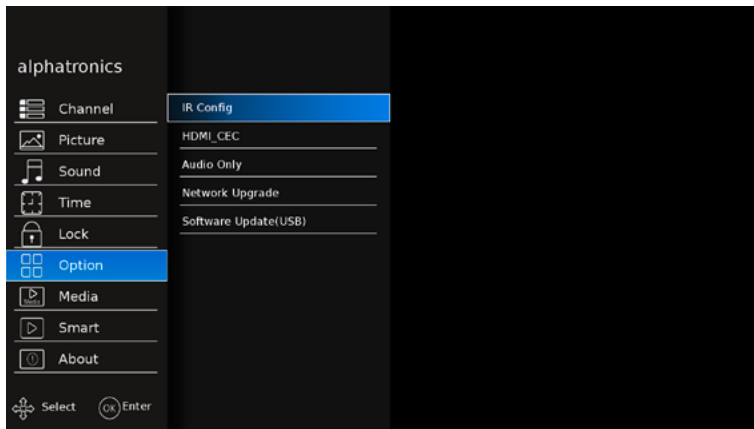 alphatronics
Channel
Picture
Sound
Time
Lock
Option
Media
Smart
About
Select OK Enter
IR Config
HDMI_CEC
Audio Only
Network Upgrade
Software Update(USB)